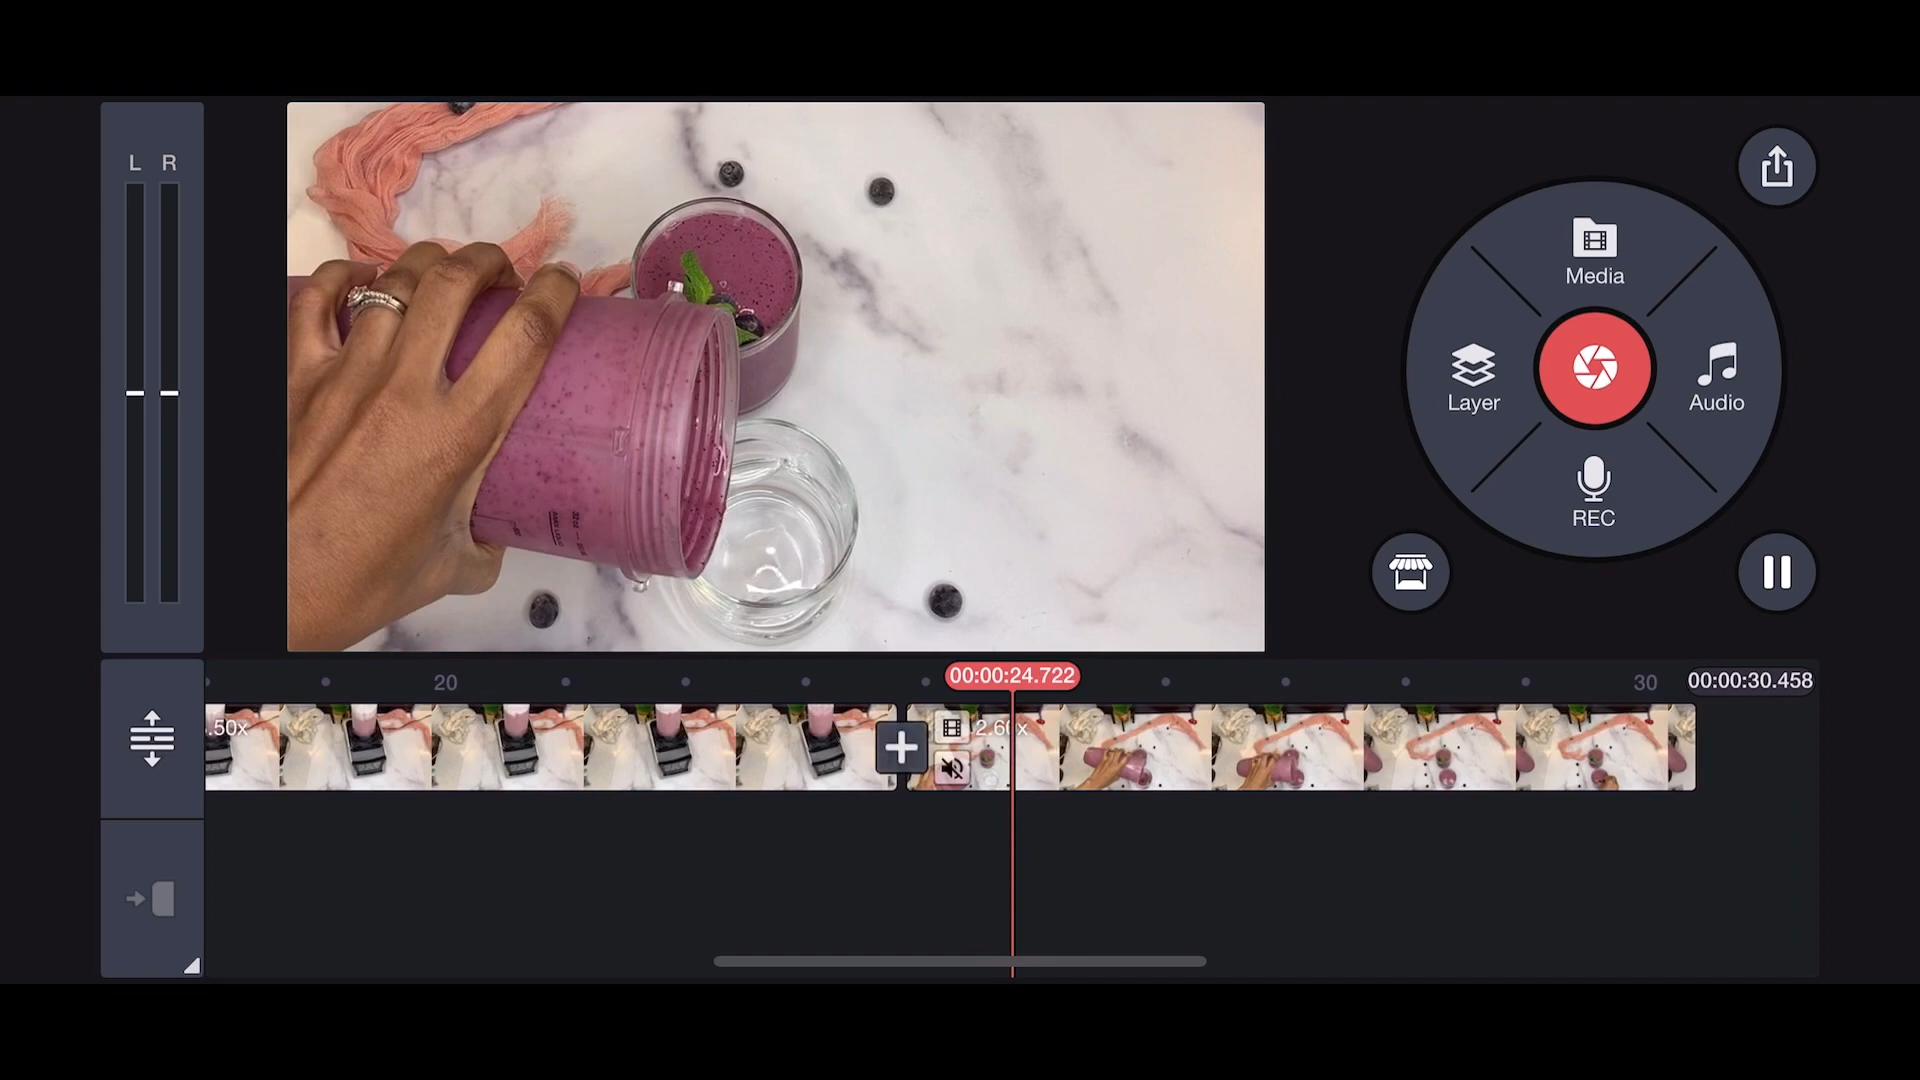 L R
Media
Layer
Audio
REC
20
00:00:24.722
30
00:00:30.458
.50x
2.60x